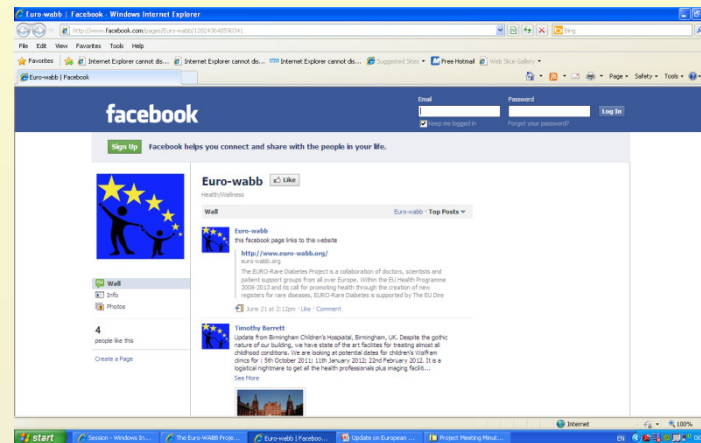 Euro-wabb | Facebook - Windows Internet Explorer
http://www.facebook.com/pages/Euro-wabb/
Bing
File Edit View Favorites Tools Help
Favorites Internet Explorer cannot dis... Internet Explorer cannot dis... Internet Explorer cannot dis... Suggested Sites Free Hotmail Web Slice Gallery
Euro-wabb | Facebook
Page Safety Tools
facebook
Email
Password
Log In
Keep me logged in
Forgot your password?
Sign Up
Facebook helps you connect and share with the people in your life.
Euro-wabb
Like
Health/Wellness
Wall
Euro-wabb · Top Posts
Euro-wabb
this facebook page links to this website
http://www.euro-wabb.org/
euro-wabb.org
The EURO-Rare Diabetes Project is a collaboration of doctors, scientists and
patient support groups from all over Europe. Within the EU Health Programme
2008-2013 and its call for promoting health through the creation of new
registers for rare diseases, EURO-Rare Diabetes is supported by The EU Dire
June 21 at 2:12pm · Like · Comment
Timothy Barrett
Update from Birmingham Children's Hospital, Birmingham, UK. Despite the gothic
nature of our building, we have state of the art facilites for treating almost all
childhood conditions. We are looking at potential dates for children's Wolfram
clinics for : 5th October 2011; 11th January 2012; 22nd February 2012. It is a
logistical nightmare to get all the health professionals plus imaging faciliti...
See More
Wall
Info
Photos
4
people like this
Create a Page
Internet
100%
start
Session - Windows In...
The Euro-WABB Proje...
Euro-wabb | Faceboo...
Update on European ...
Project Meeting Minut...
EN